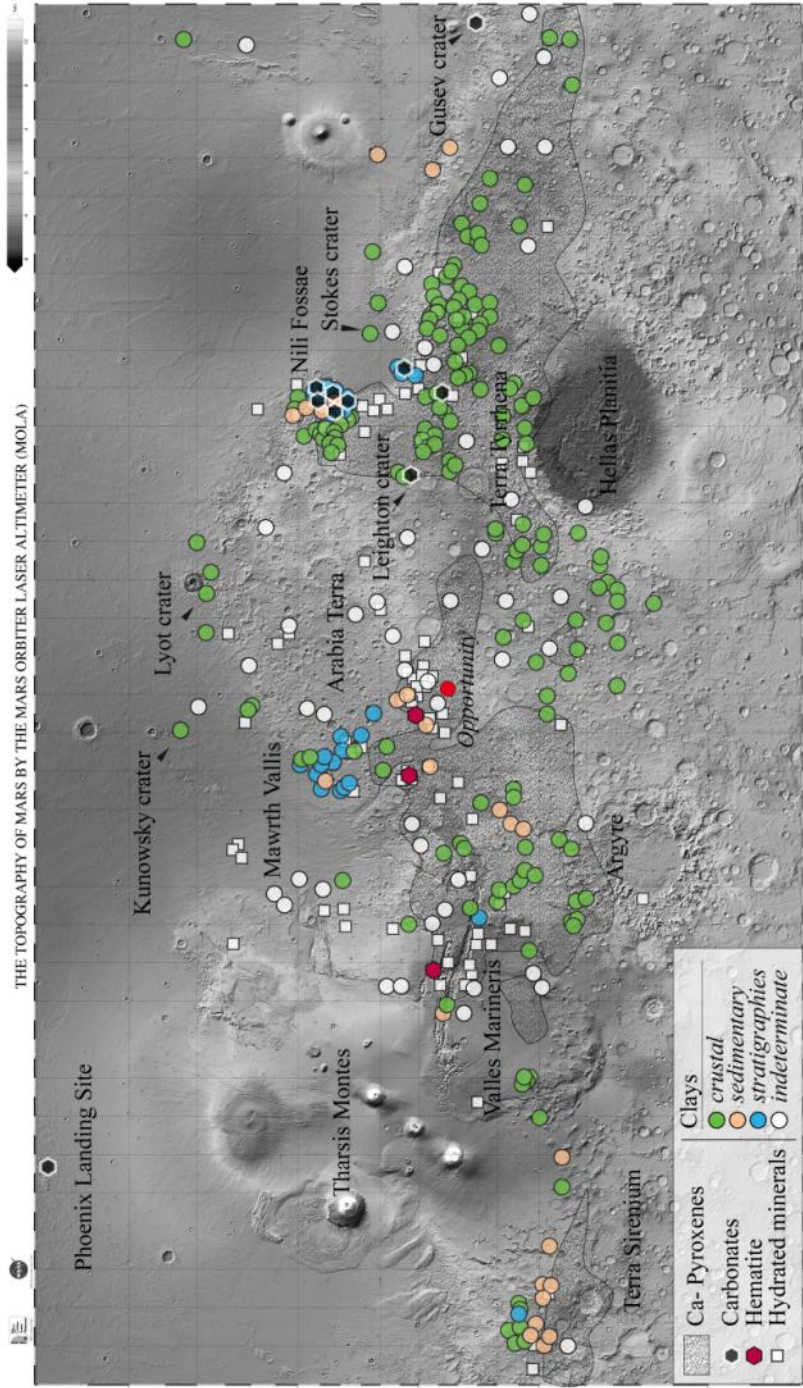 THE TOPOGRAPHY OF MARS BY THE MARS ORBITER LASER ALTIMETER (MOLA)
Phoenix Landing Site
Kunowsky crater
Lyot crater
Mawrth Vallis
Arabia Terra
Nili Fossae
Stokes crater
Gusev crater
Tharsis Montes
Leighton crater
Opportunity
Valles Marineris
Terra Tyrrhena
Terra Sirenium
Argyre
Hellas Planitia
Ca- Pyroxenes
Carbonates
Hematite
Hydrated minerals
Clays
crustal
sedimentary
stratigraphies
indeterminate